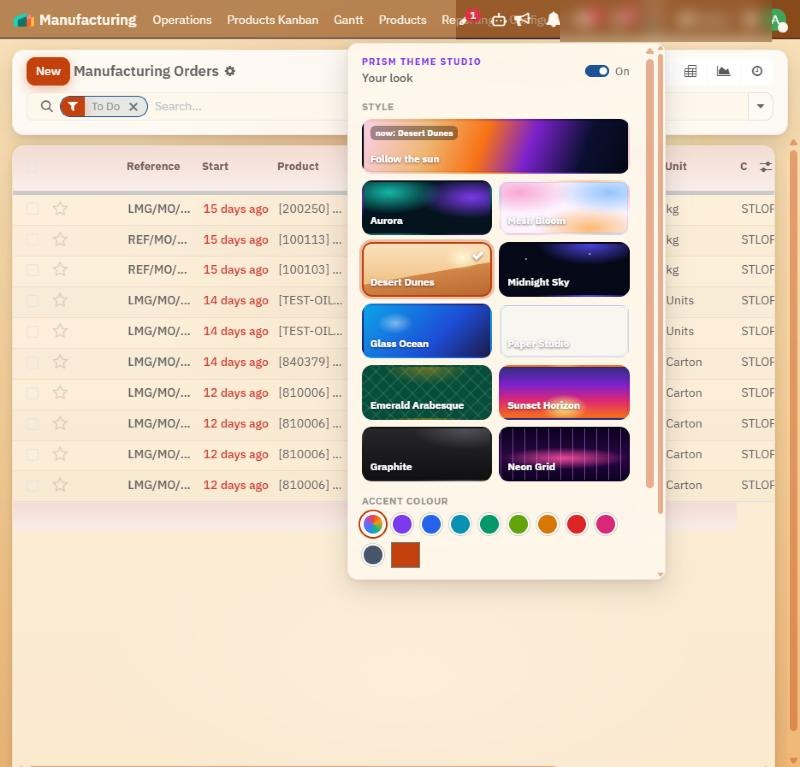 Manufacturing Operations Products Kanban Gantt Products Re 1 A
PRISM THEME STUDIO
Your look
On
New Manufacturing Orders
To Do Search...
STYLE
now: Desert Dunes
Follow the sun
Reference Start Product Unit C
Aurora Mesh Bloom
LMG/MO/... 15 days ago [200250] ... kg STLOF
REF/MO/... 15 days ago [100113] ... kg STLOF
REF/MO/... 15 days ago [100103] ... kg STLOF
Desert Dunes Midnight Sky
LMG/MO/... 14 days ago [TEST-OIL... Units STLOF
LMG/MO/... 14 days ago [TEST-OIL... Units STLOF
Glass Ocean Paper Studio
LMG/MO/... 14 days ago [840379] ... Carton STLOF
LMG/MO/... 12 days ago [810006] ... Carton STLOF
Emerald Arabesque Sunset Horizon
LMG/MO/... 12 days ago [810006] ... Carton STLOF
LMG/MO/... 12 days ago [810006] ... Carton STLOF
Graphite Neon Grid
LMG/MO/... 12 days ago [810006] ... Carton STLOF
ACCENT COLOUR